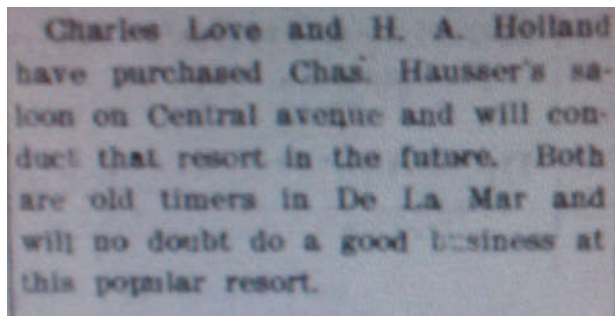 Charles Love and H. A. Holland
have purchased Chas. Hausser's sa-
loon on Central avenue and will con-
duct that resort in the future. Both
are old timers in De La Mar and
will no doubt do a good business at
this popular resort.